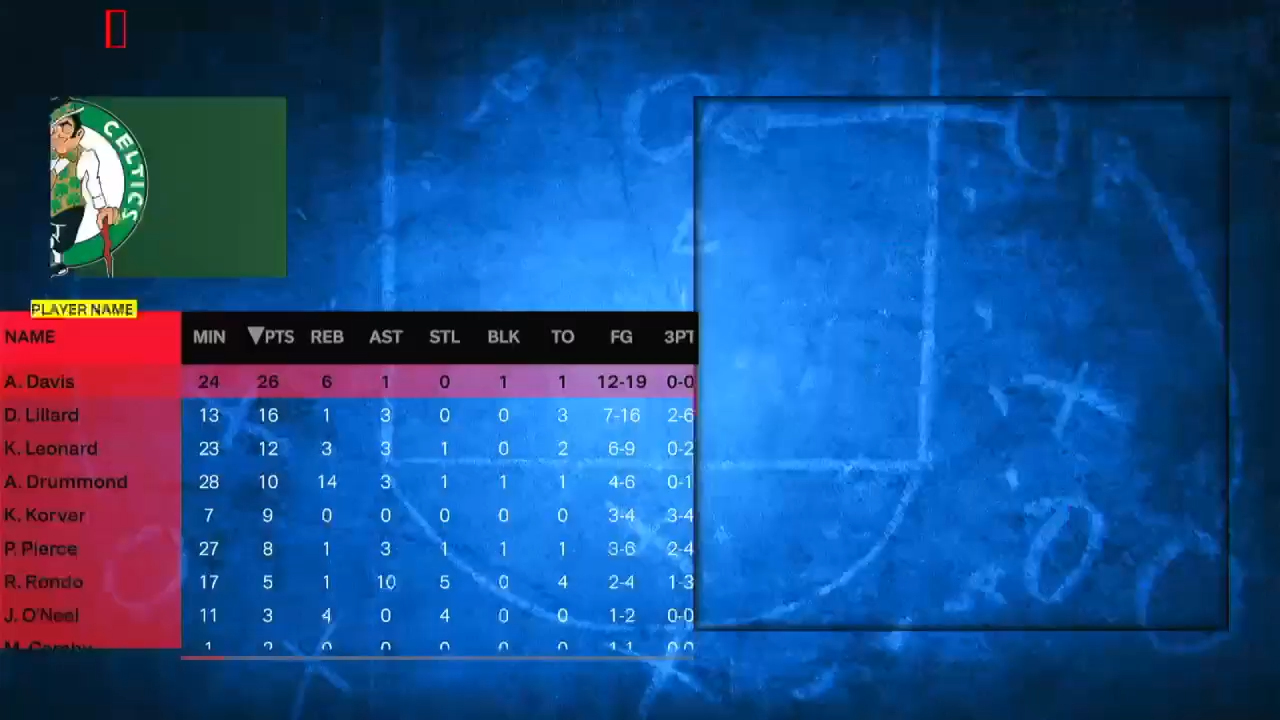 CELTICS
PLAYER NAME
NAME MIN ▼PTS REB AST STL BLK TO FG 3PT
A. Davis 24 26 6 1 0 1 1 12-19 0-0
D. Lillard 13 16 1 3 0 0 3 7-16 2-6
K. Leonard 23 12 3 3 1 0 2 6-9 0-2
A. Drummond 28 10 14 3 1 1 1 4-6 0-1
K. Korver 7 9 0 0 0 0 0 3-4 3-4
P. Pierce 27 8 1 3 1 1 1 3-6 2-4
R. Rondo 17 5 1 10 5 0 4 2-4 1-3
J. O'Neal 11 3 4 0 4 0 0 1-2 0-0